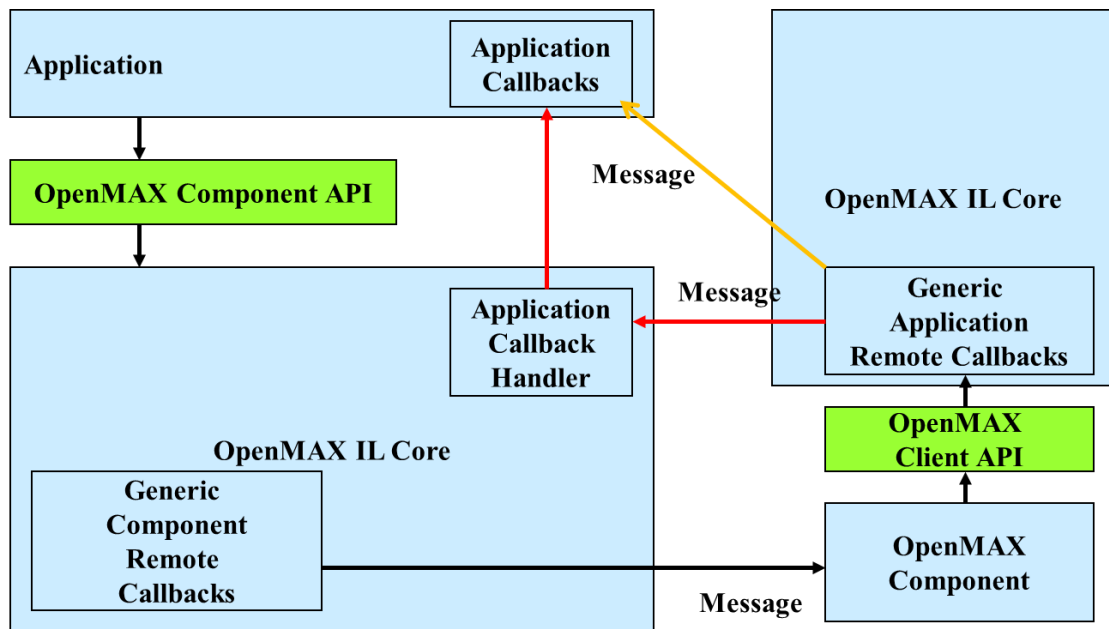 Application
Application
Callbacks
OpenMAX Component API
Message
OpenMAX IL Core
Message
Application
Callback
Handler
Generic
Application
Remote Callbacks
OpenMAX
Client API
OpenMAX IL Core
Generic
Component
Remote
Callbacks
OpenMAX
Component
Message